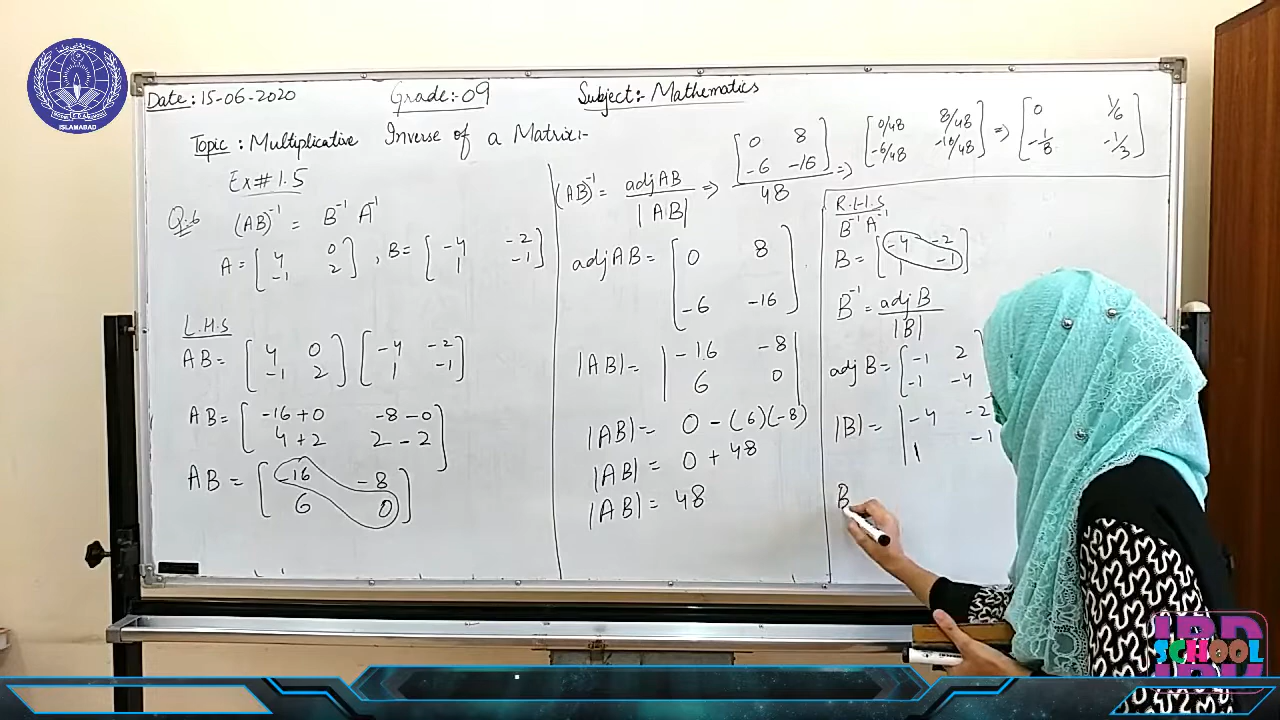 Date: 15-06-2020 Grade:- 09 Subject:- Mathematics
Topic: Multiplicative Inverse of a Matrix:-
Ex# 1.5
Q.6 (AB)⁻¹ = B⁻¹ A⁻¹
A = [4 0
-1 2] , B = [-4 -2
1 -1]
L.H.S
AB = [4 0
-1 2] [-4 -2
1 -1]
AB = [-16+0 -8-0
4+2 2-2]
AB = [-16 -8
6 0]
(AB)⁻¹ = adj AB / |AB| => [0 8
-6 -16] / 48 => [0/48 8/48
-6/48 -16/48] => [0 1/6
-1/8 -1/3]
adj AB = [0 8
-6 -16]
|AB| = |-16 -8
6 0|
|AB| = 0 - (6)(-8)
|AB| = 0 + 48
|AB| = 48
R.H.S
B⁻¹ A⁻¹
B = [-4 -2
1 -1]
B⁻¹ = adj B / |B|
adj B = [-1 2
-1 -4
|B| = |-4 -2
1 -1
B
ISLAMABAD
SCHOOL